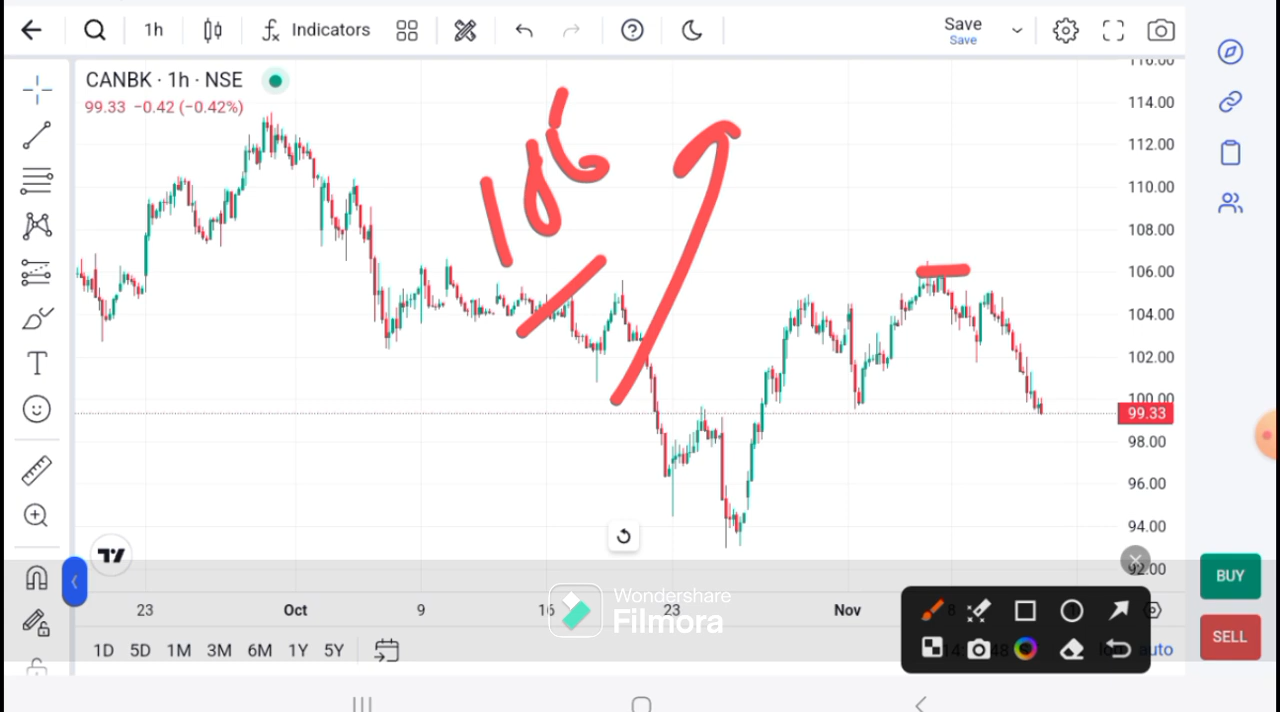 1h
Indicators
Save
Save
CANBK · 1h · NSE
99.33 −0.42 (−0.42%)
116.00
114.00
112.00
110.00
108.00
106.00
104.00
102.00
100.00
99.33
98.00
96.00
94.00
92.00
BUY
SELL
23
Oct
9
16
23
Nov
Wondershare
Filmora
1D 5D 1M 3M 6M 1Y 5Y
auto